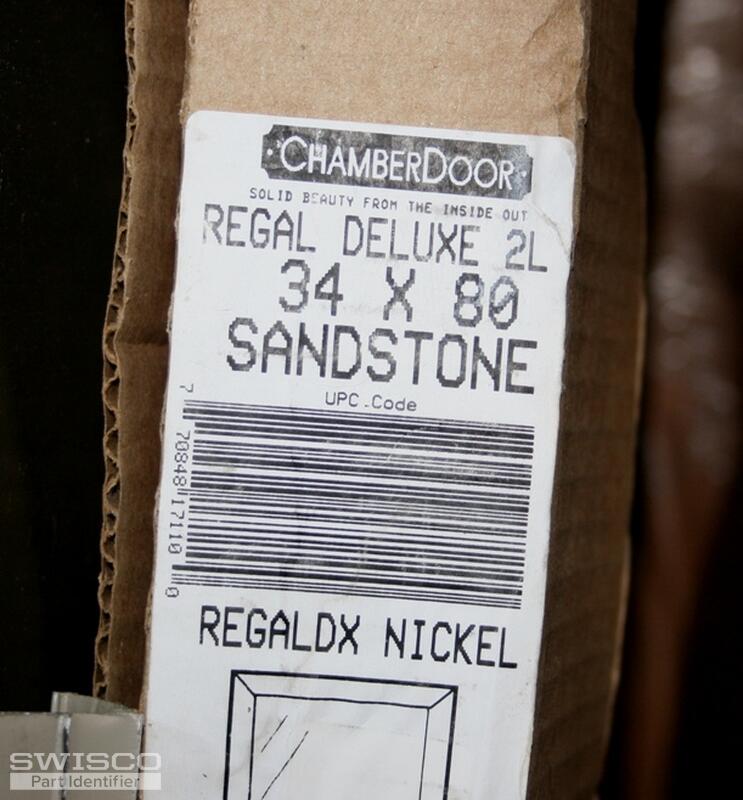 CHAMBERDOOR
SOLID BEAUTY FROM THE INSIDE OUT
REGAL DELUXE 2L
34 X 80
SANDSTONE
UPC-Code
7 70848 17110 0
REGALDX NICKEL
SWISCO
Part Identifier